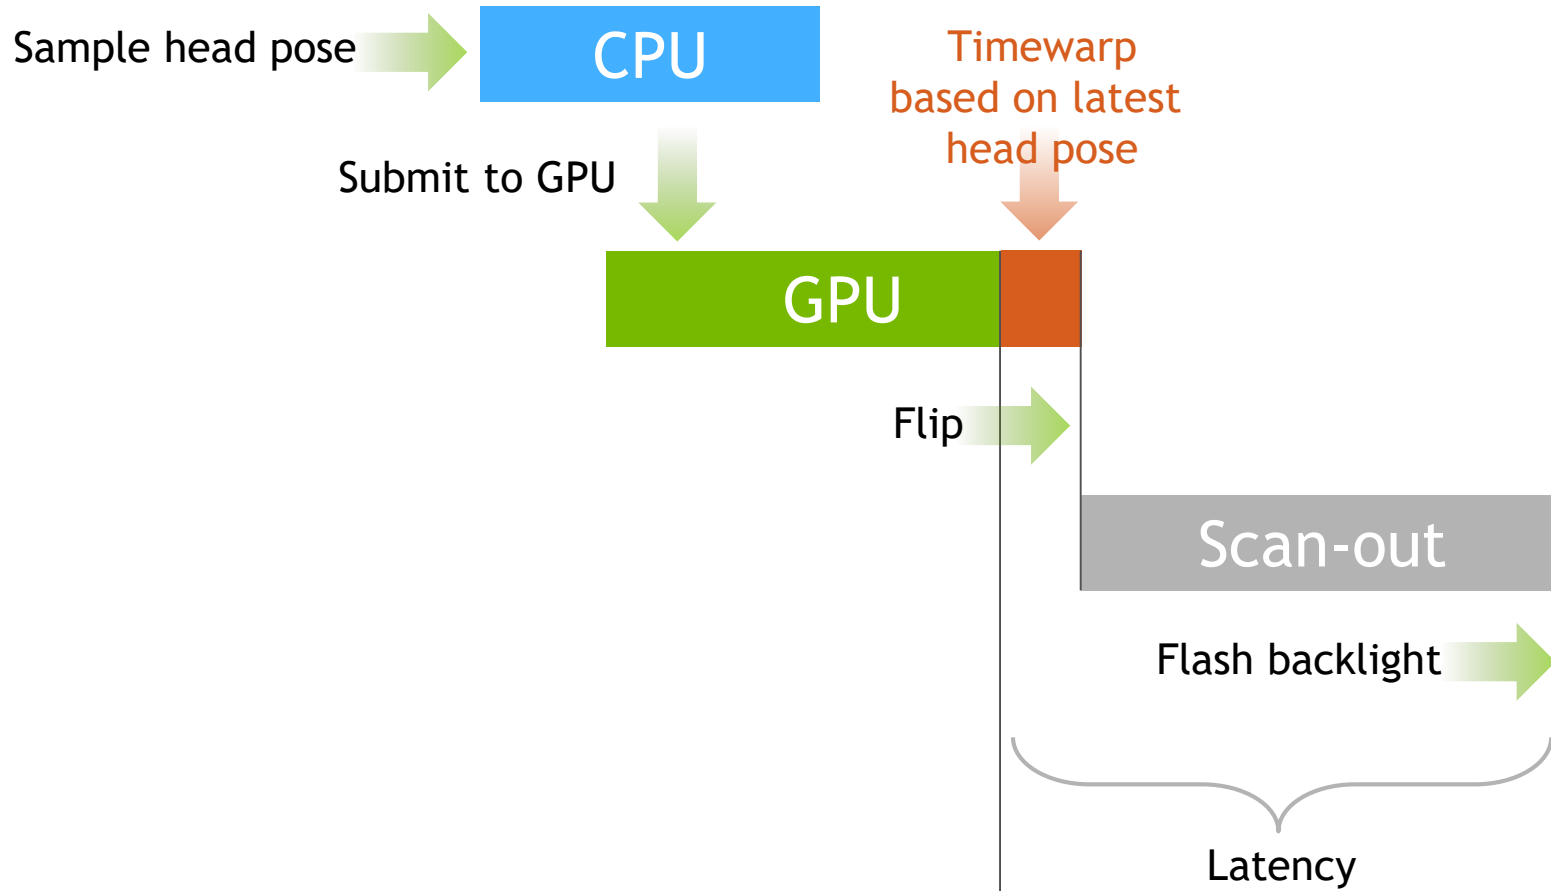 Sample head pose
CPU
Timewarp
based on latest
head pose
Submit to GPU
GPU
Flip
Scan-out
Flash backlight
Latency